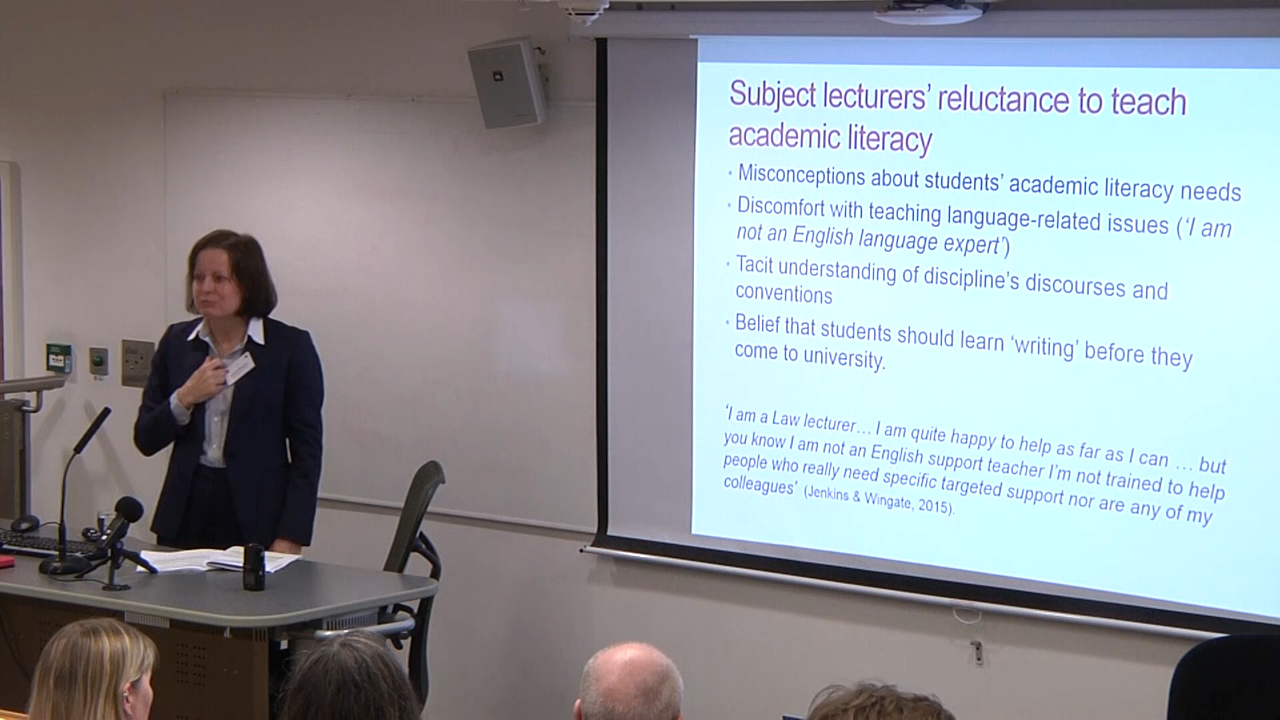 Subject lecturers’ reluctance to teach
academic literacy
• Misconceptions about students’ academic literacy needs
• Discomfort with teaching language-related issues (‘I am
not an English language expert’)
• Tacit understanding of discipline’s discourses and
conventions
• Belief that students should learn ‘writing’ before they
come to university.
‘I am a Law lecturer… I am quite happy to help as far as I can … but
you know I am not an English support teacher I’m not trained to help
people who really need specific targeted support nor are any of my
colleagues’ (Jenkins & Wingate, 2015).